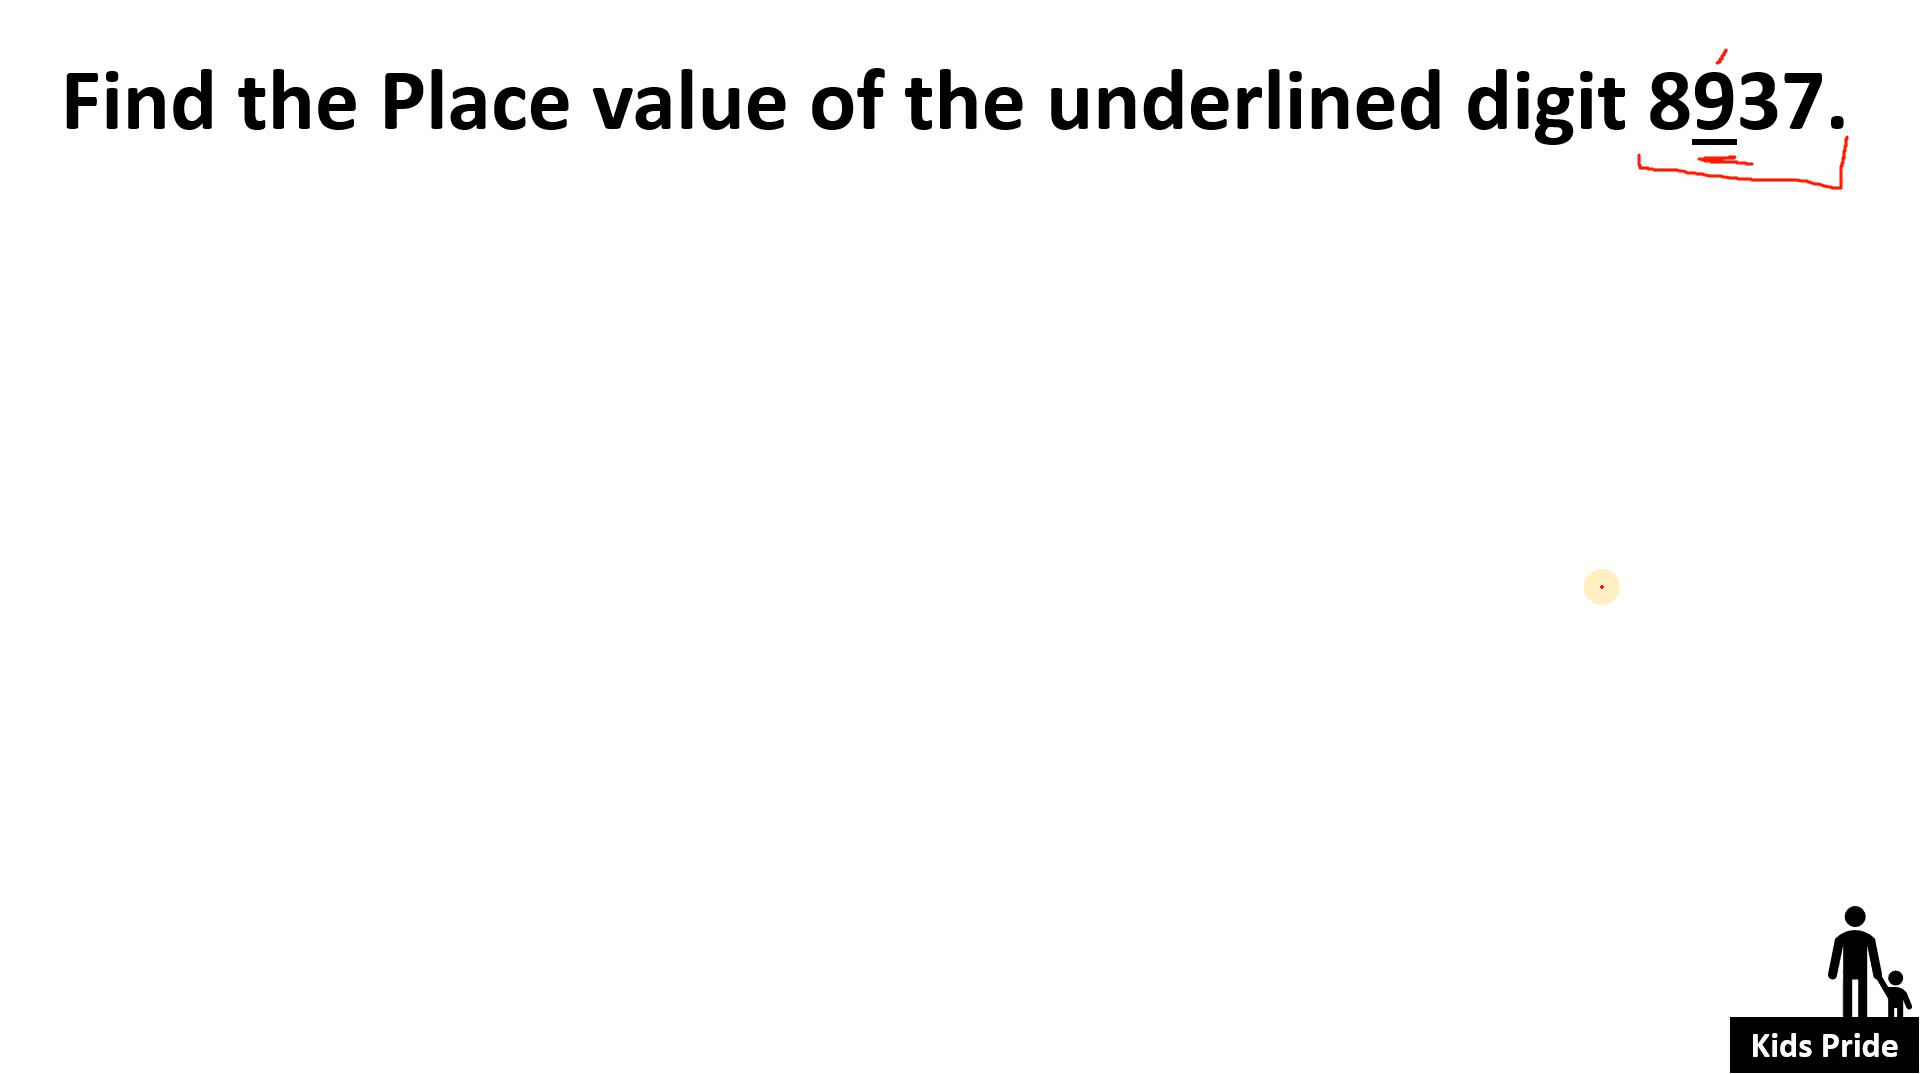 Find the Place value of the underlined digit 8937.
Kids Pride